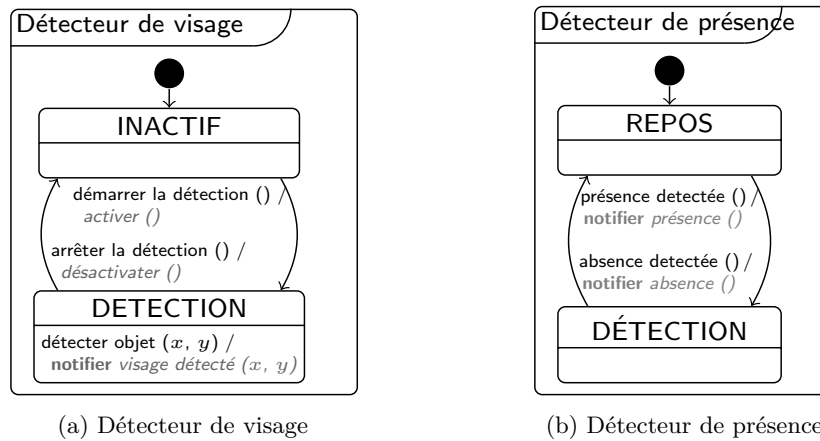 Détecteur de visage
INACTIF
démarrer la détection () /
activer ()
arrêter la détection () /
désactivater ()
DETECTION
détecter objet (x, y) /
notifier visage détecté (x, y)
(a) Détecteur de visage
Détecteur de présence
REPOS
présence detectée () /
notifier présence ()
absence detectée () /
notifier absence ()
DÉTECTION
(b) Détecteur de présence